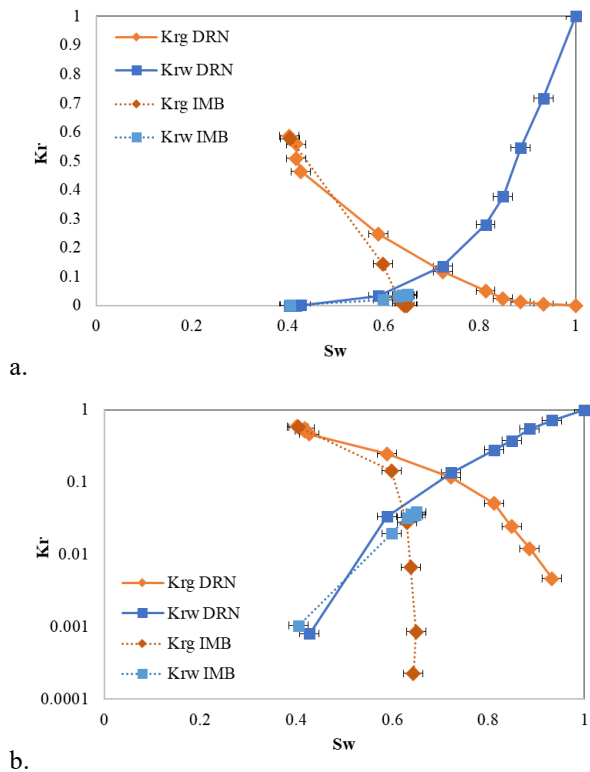 1
0.9
0.8
0.7
0.6
0.5
0.4
0.3
0.2
0.1
0
Kr
Krg DRN
Krw DRN
Krg IMB
Krw IMB
0 0.2 0.4 0.6 0.8 1
Sw
a.
1
0.1
0.01
0.001
0.0001
Kr
Krg DRN
Krw DRN
Krg IMB
Krw IMB
0 0.2 0.4 0.6 0.8 1
Sw
b.